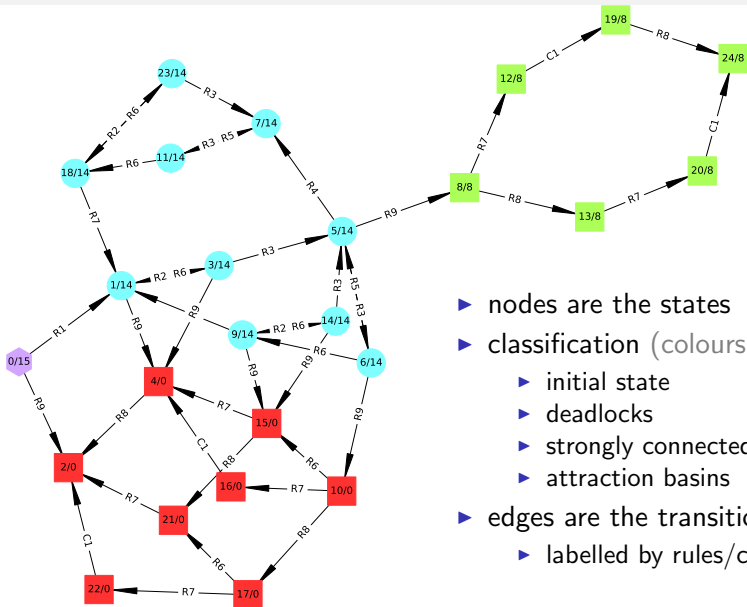 19/8
R8
24/8
C1
12/8
23/14
R3
R2 R6
7/14
R3 R5
11/14
R6
18/14
R7
C1
20/8
8/8
R8
R7
13/8
R4
R9
5/14
R7
3/14
R3
R2 R6
1/14
R5 R3
R3
R1
R9
R9
9/14
R2 R6
14/14
R6
6/14
0/15
R9
R9
R9
R9
4/0
R7
15/0
R8
C1
R8
R6
2/0
16/0
R7
10/0
R7
21/0
R8
C1
R6
22/0
R7
17/0
▶ nodes are the states
▶ classification (colours
▶ initial state
▶ deadlocks
▶ strongly connected
▶ attraction basins
▶ edges are the transitio
▶ labelled by rules/c